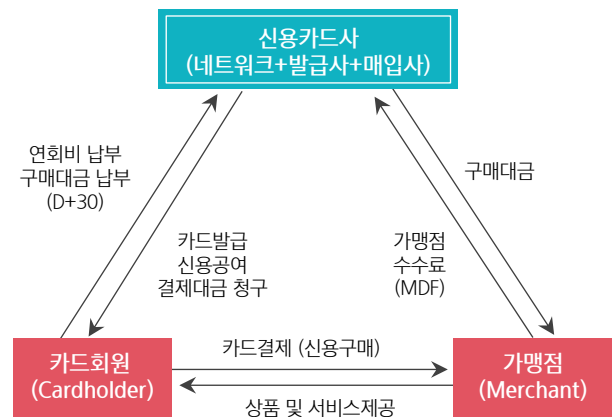 신용카드사
(네트워크+발급사+매입사)
연회비 납부
구매대금 납부
(D+30)
카드발급
신용공여
결제대금 청구
가맹점
수수료
(MDF)
구매대금
카드회원
(Cardholder)
카드결제 (신용구매)
상품 및 서비스제공
가맹점
(Merchant)